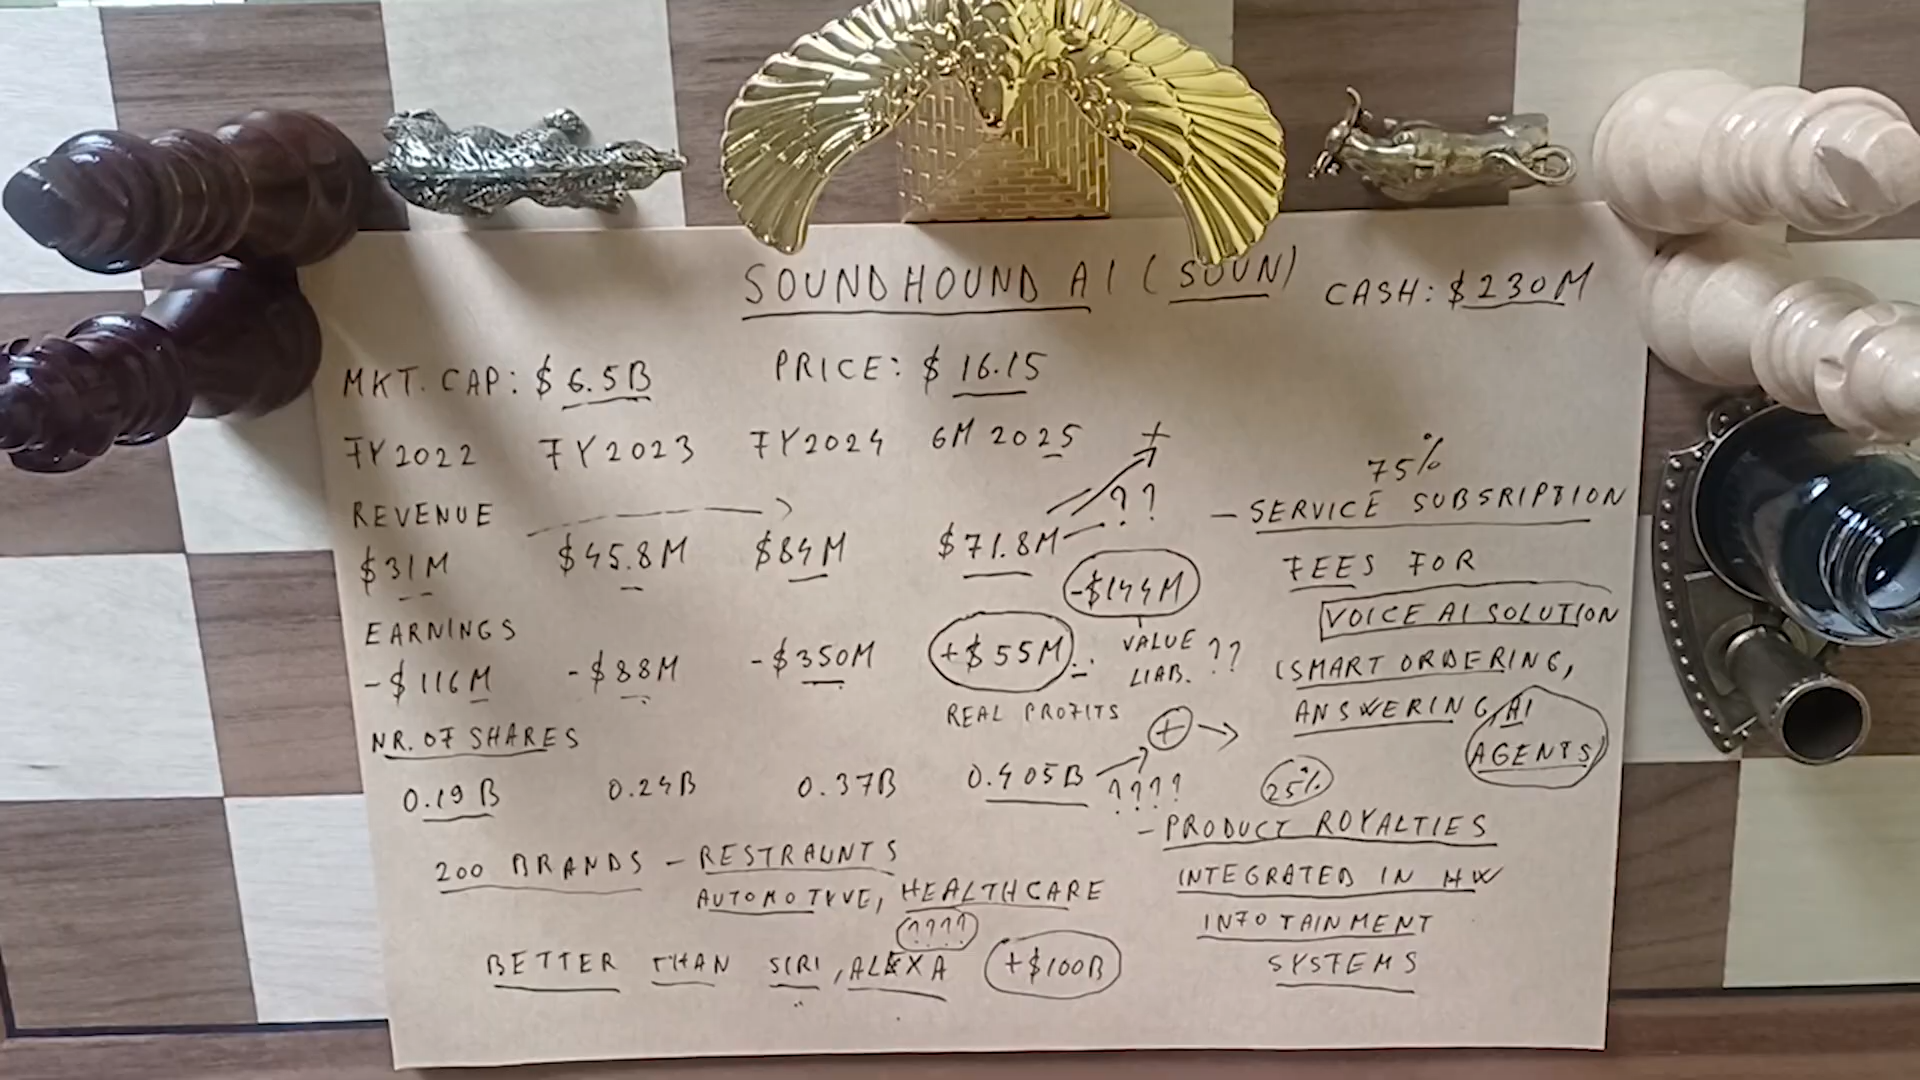 SOUNDHOUND AI (SOUN)
CASH: $230M
MKT. CAP: $6.5B
PRICE: $16.15
FY2022 FY2023 FY2024 6M 2025
+
??
REVENUE
$31M $45.8M $84M $71.8M
-$144M
VALUE LIAB. ??
EARNINGS
-$116M -$88M -$350M +$55M
REAL PROFITS
NR. OF SHARES
0.19B 0.24B 0.37B 0.405B
+
????
200 BRANDS - RESTRAUNTS
AUTOMOTYVE, HEALTHCARE
????
BETTER THAN SIRI, ALEXA +$100B
75%
- SERVICE SUBSRIPTION
FEES FOR
VOICE AI SOLUTION
(SMART ORDERING,
ANSWERING, AI
AGENTS)
25%
- PRODUCT ROYALTIES
INTEGRATED IN HW
INFOTAINMENT
SYSTEMS